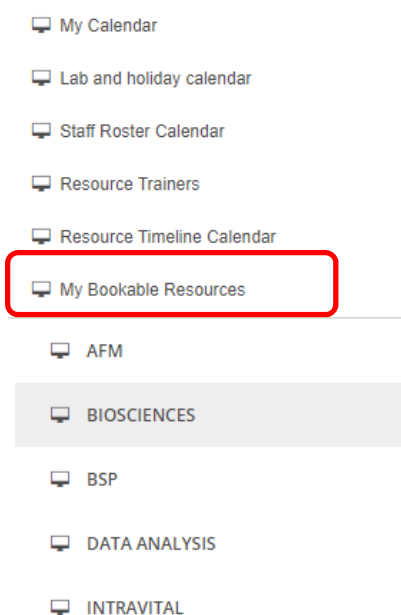 My Calendar
Lab and holiday calendar
Staff Roster Calendar
Resource Trainers
Resource Timeline Calendar
My Bookable Resources
AFM
BIOSCIENCES
BSP
DATA ANALYSIS
INTRAVITAL